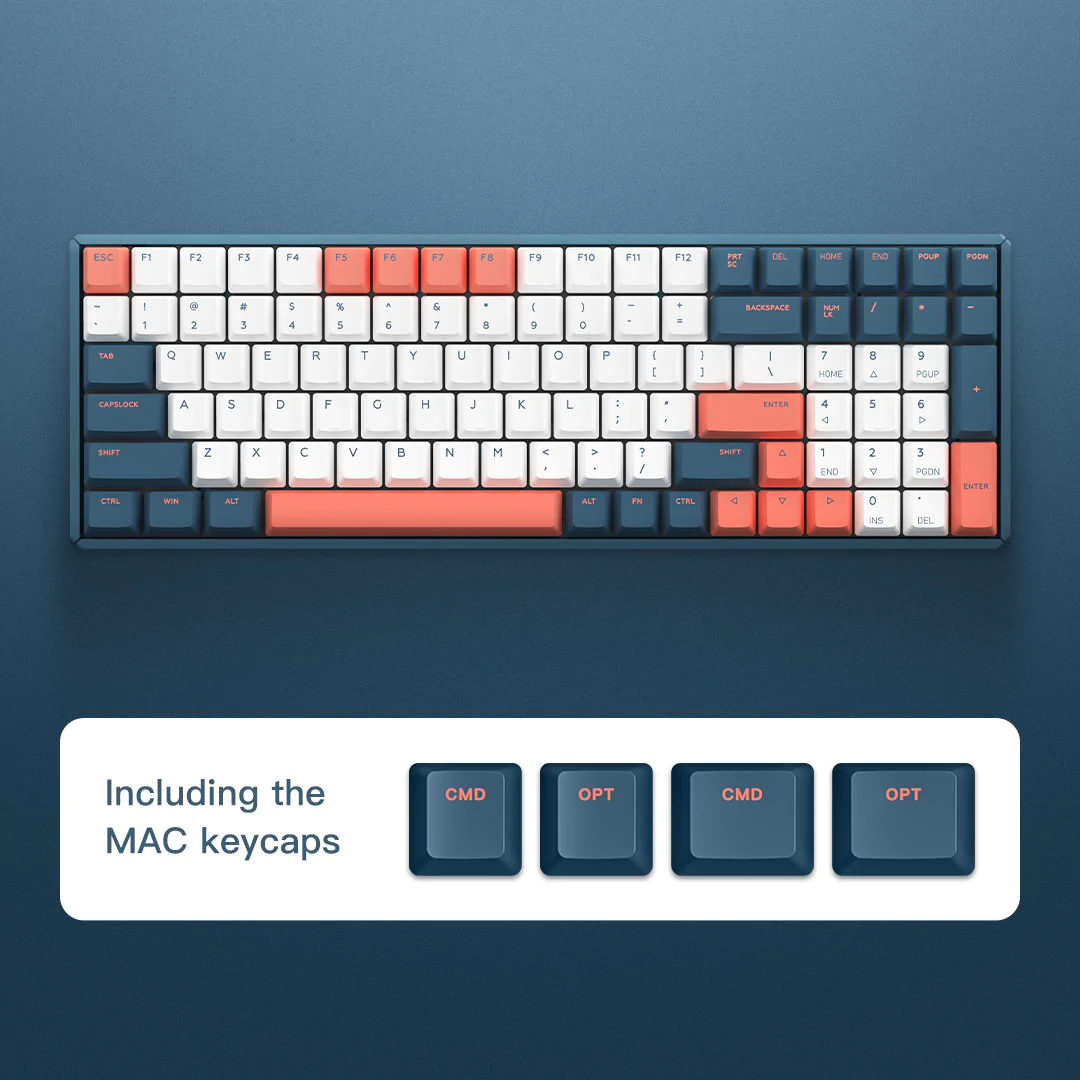 ESC F1 F2 F3 F4 F5 F6 F7 F8 F9 F10 F11 F12 PRT SC DEL HOME END PGUP PGDN
~ ` ! 1 @ 2 # 3 $ 4 % 5 ^ 6 & 7 * 8 ( 9 ) 0 — - + = BACKSPACE NUM LK / * −
TAB Q W E R T Y U I O P { [ } ] | \ 7 HOME 8 △ 9 PGUP +
CAPSLOCK A S D F G H J K L : ; " ' ENTER 4 ◁ 5 6 ▷
SHIFT Z X C V B N M < , > . ? / SHIFT △ 1 END 2 ▽ 3 PGDN ENTER
CTRL WIN ALT ALT FN CTRL ◁ ▽ ▷ 0 INS . DEL
Including the
MAC keycaps
CMD OPT CMD OPT